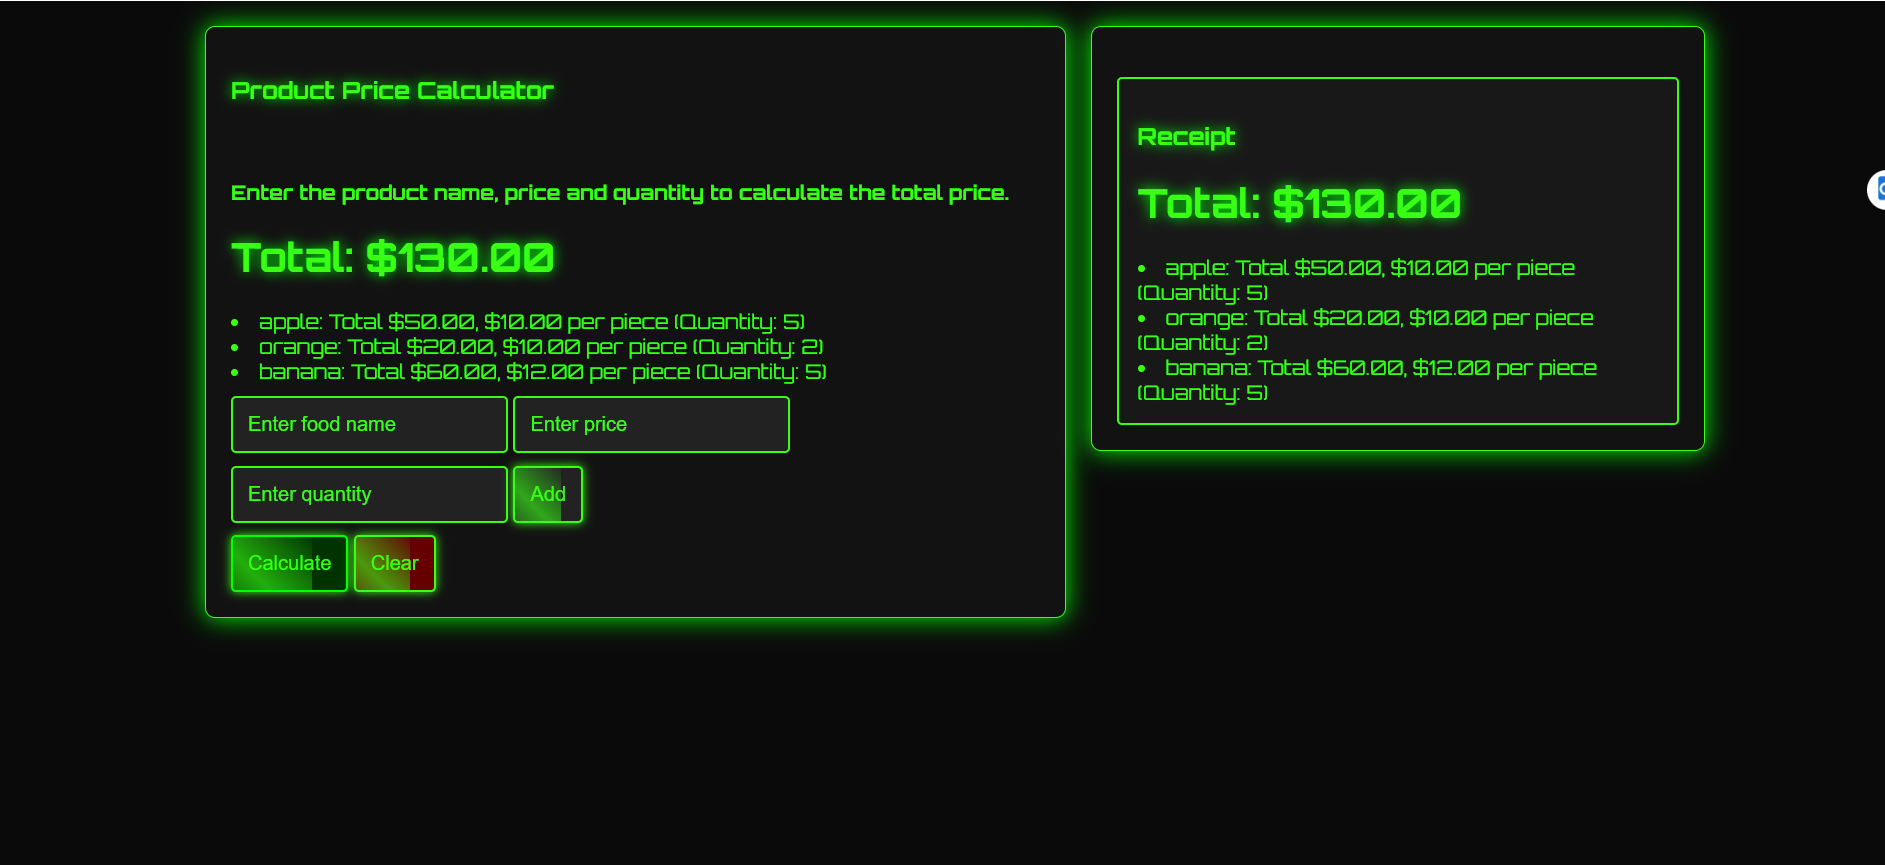 Product Price Calculator
Enter the product name, price and quantity to calculate the total price.
Total: $130.00
• apple: Total $50.00, $10.00 per piece (Quantity: 5)
• orange: Total $20.00, $10.00 per piece (Quantity: 2)
• banana: Total $60.00, $12.00 per piece (Quantity: 5)
Enter food name
Enter price
Enter quantity
Add
Calculate
Clear
Receipt
Total: $130.00
• apple: Total $50.00, $10.00 per piece
(Quantity: 5)
• orange: Total $20.00, $10.00 per piece
(Quantity: 2)
• banana: Total $60.00, $12.00 per piece
(Quantity: 5)